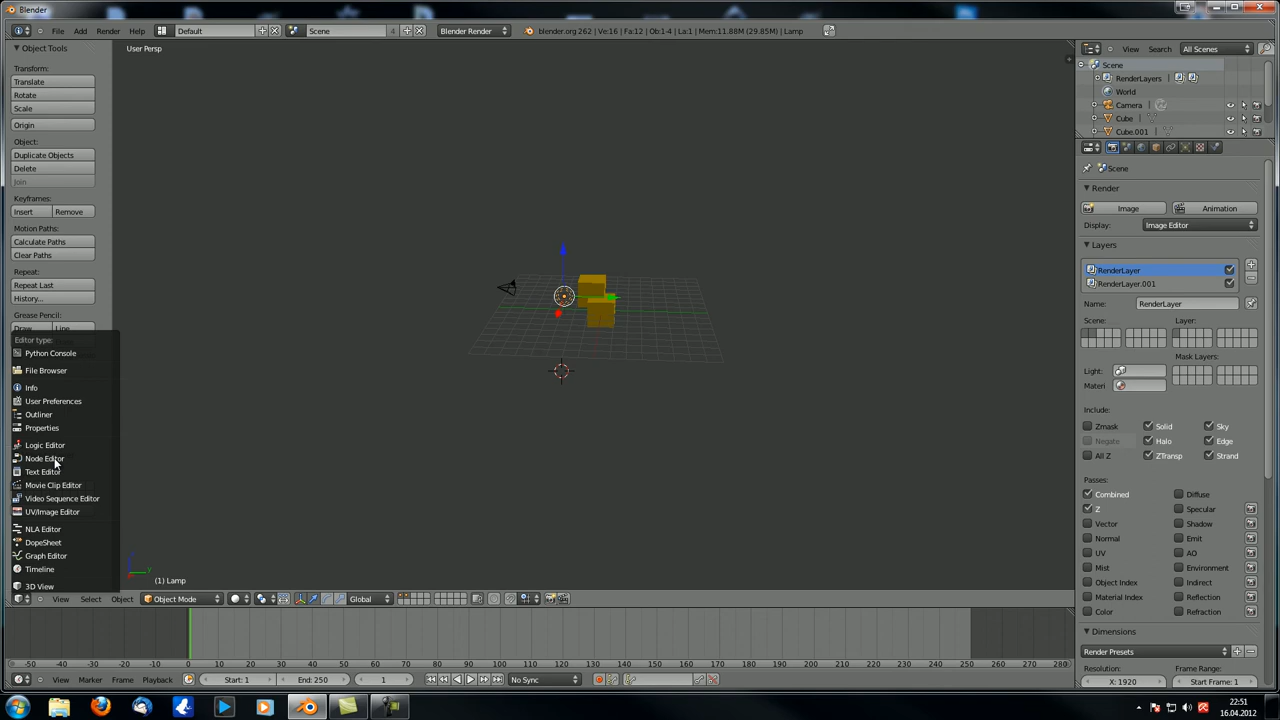 Blender
File Add Render Help Default Scene 4 Blender Render blender.org 262 | Ve:16 | Fa:12 | Ob:1-4 | La:1 | Mem:11.88M (29.85M) | Lamp
Object Tools
Transform:
Translate
Rotate
Scale
Origin
Object:
Duplicate Objects
Delete
Join
Keyframes:
Insert Remove
Motion Paths:
Calculate Paths
Clear Paths
Repeat:
Repeat Last
History...
Grease Pencil:
Draw Line
Editor type:
Python Console
File Browser
Info
User Preferences
Outliner
Properties
Logic Editor
Node Editor
Text Editor
Movie Clip Editor
Video Sequence Editor
UV/Image Editor
NLA Editor
DopeSheet
Graph Editor
Timeline
3D View
User Persp
(1) Lamp
View Select Object Object Mode Global
-50 -40 -30 -20 -10 0 10 20 30 40 50 60 70 80 90 100 110 120 130 140 150 160 170 180 190 200 210 220 230 240 250 260 270 280
View Marker Frame Playback Start: 1 End: 250 1 No Sync
View Search All Scenes
Scene
RenderLayers
World
Camera
Cube
Cube.001
Scene
Render
Image Animation
Display: Image Editor
Layers
RenderLayer
RenderLayer.001
Name: RenderLayer
Scene: Layer:
Mask Layers:
Light:
Materi
Include:
Zmask Solid Sky
Negate Halo Edge
All Z ZTransp Strand
Passes:
Combined Diffuse
Z Specular
Vector Shadow
Normal Emit
UV AO
Mist Environment
Object Index Indirect
Material Index Reflection
Color Refraction
Dimensions
Render Presets
Resolution: Frame Range:
X: 1920 Start Frame: 1
22:51
16.04.2012